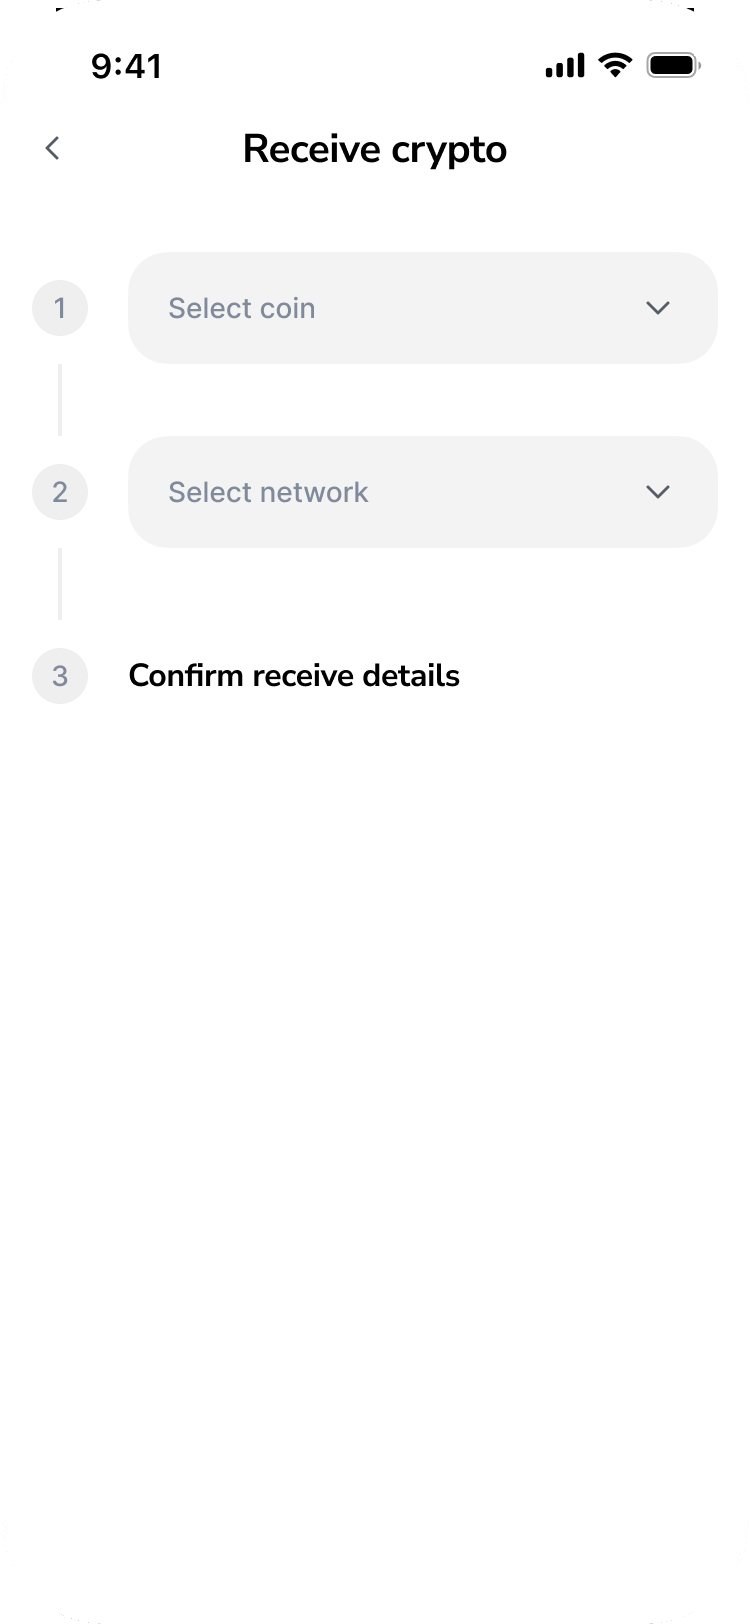 9:41
Receive crypto
1 Select coin
2 Select network
3 Confirm receive details